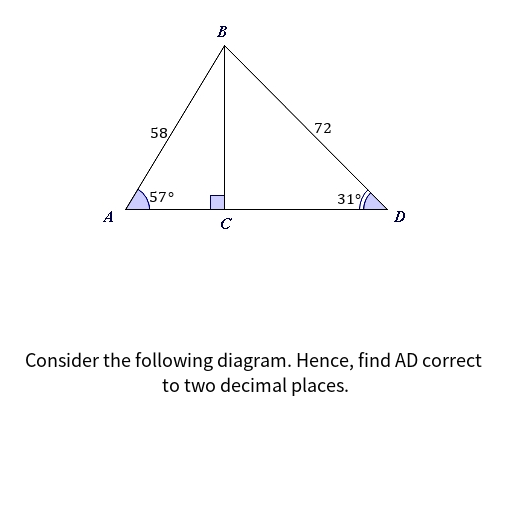 B
58
72
57°
31°
A
C
D
Consider the following diagram. Hence, find AD correct
to two decimal places.